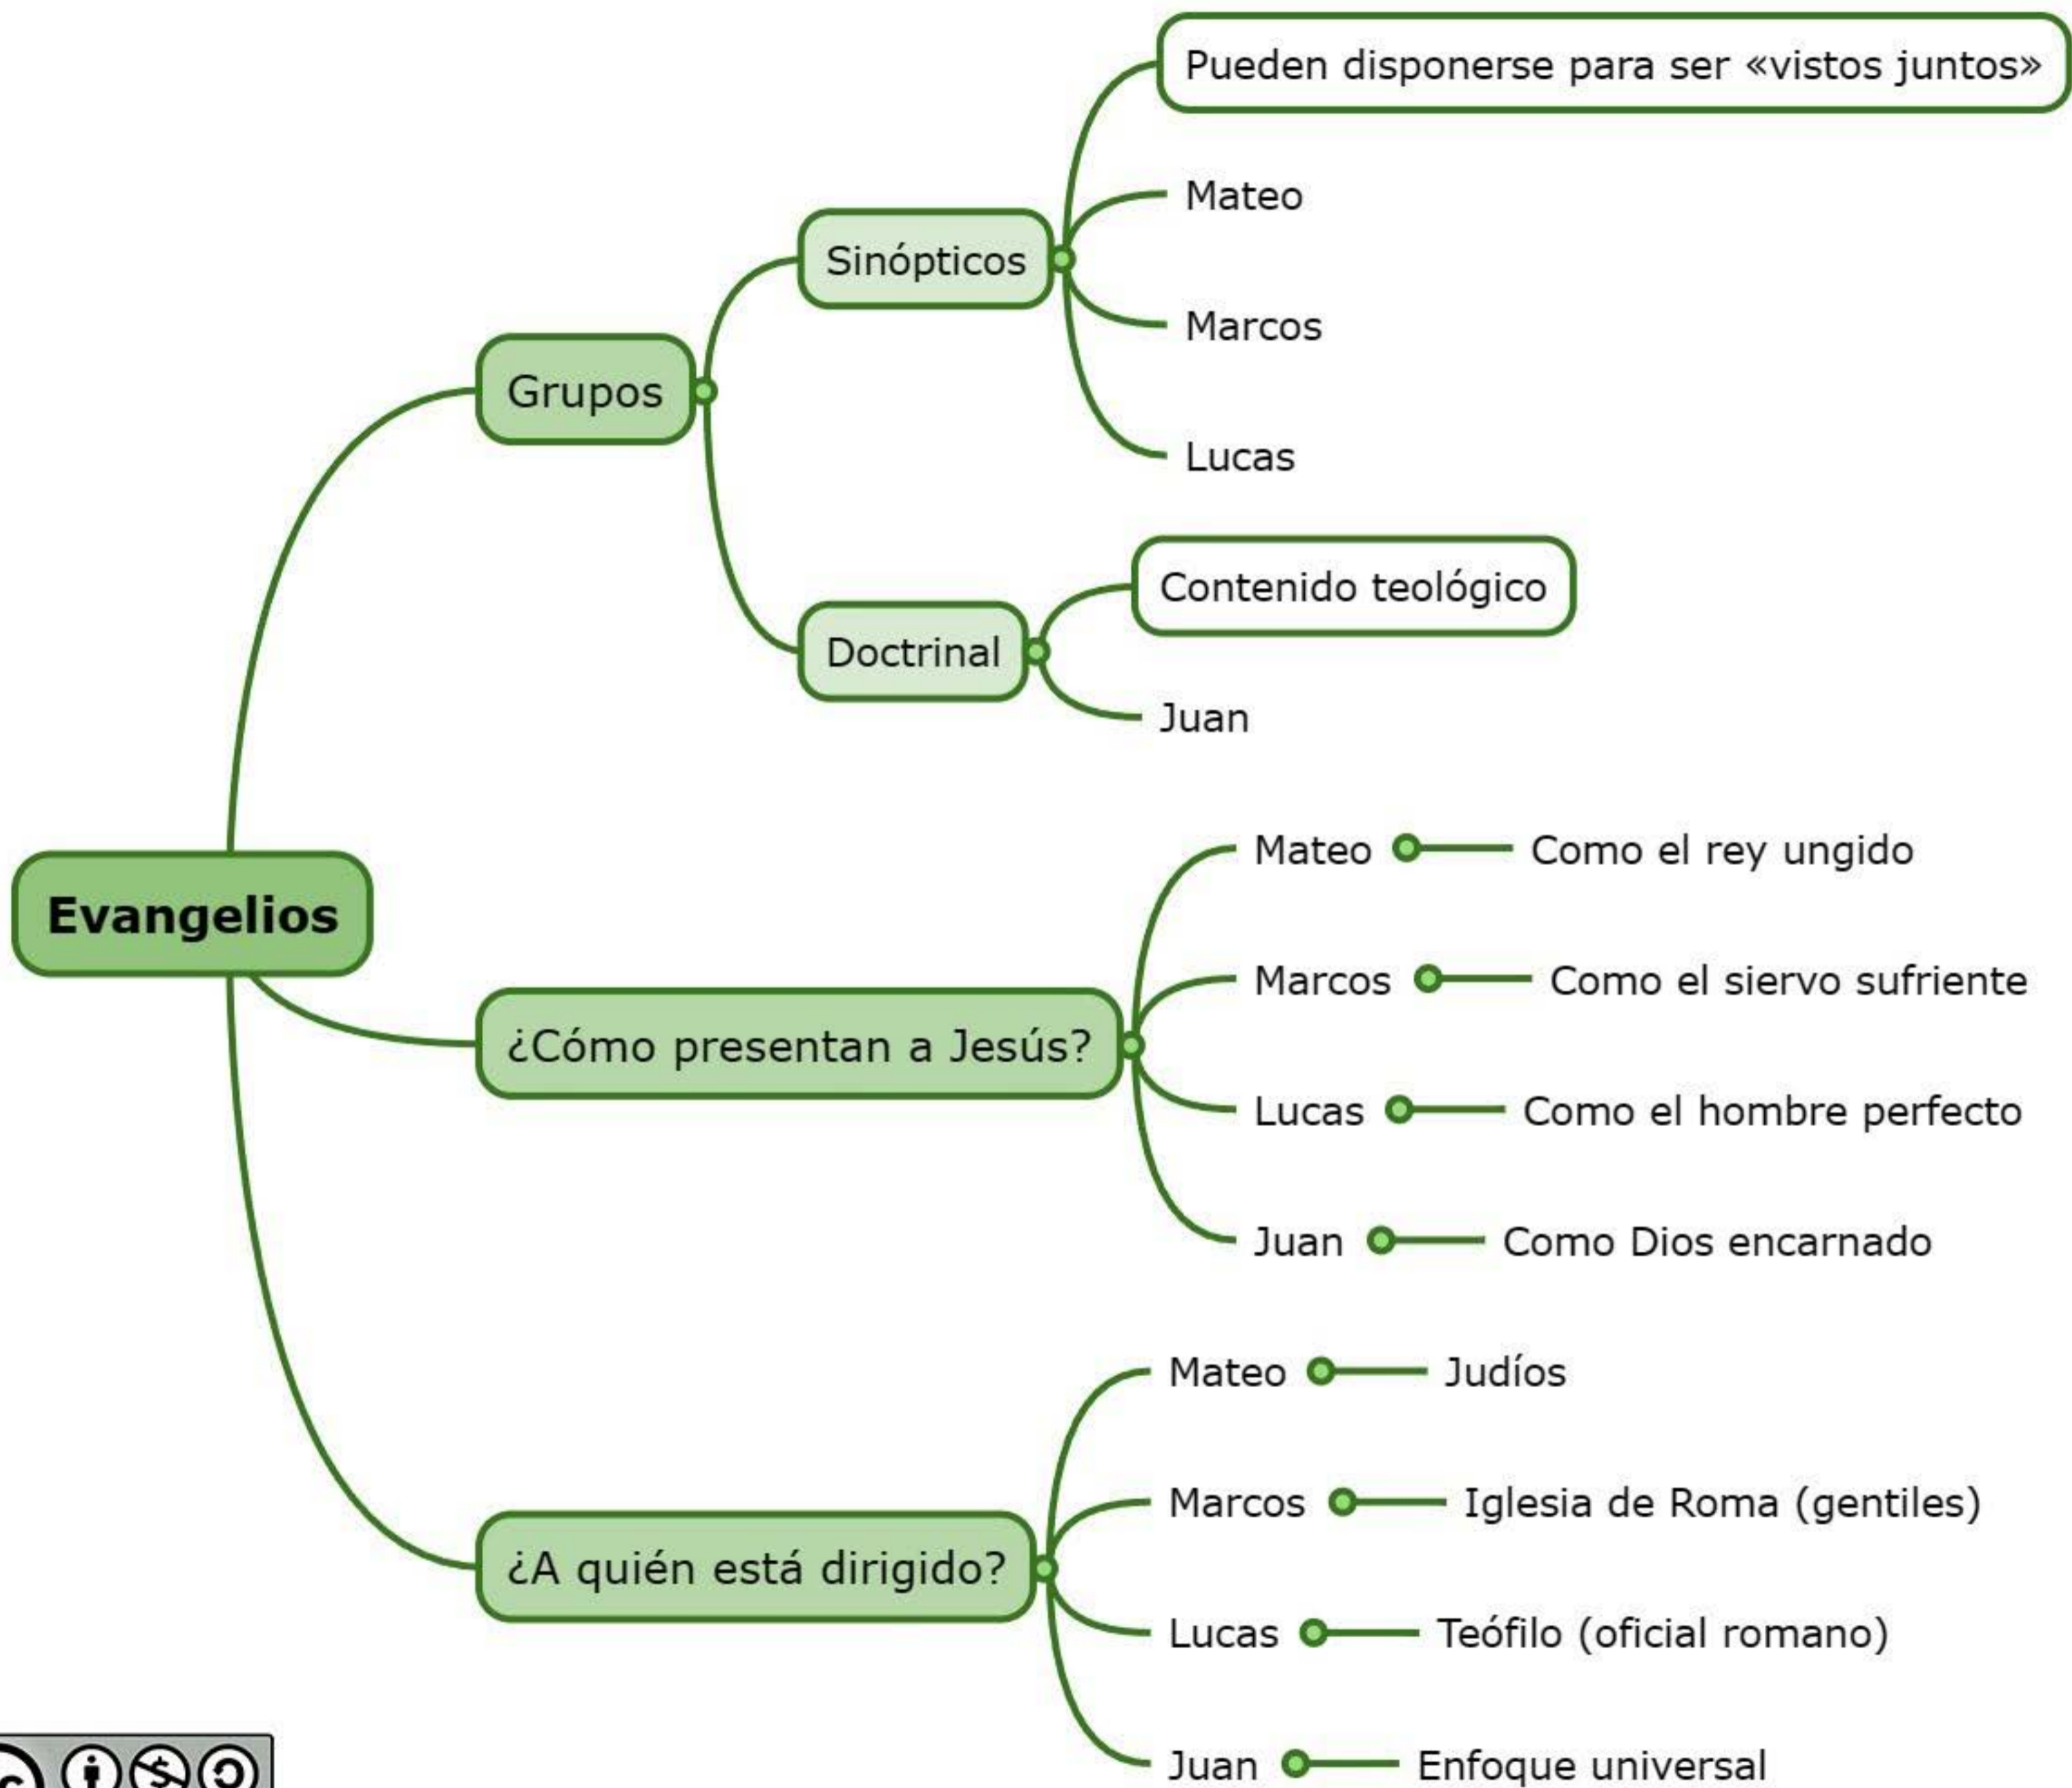 Pueden disponerse para ser «vistos juntos»
Mateo
Sinópticos
Marcos
Grupos
Lucas
Contenido teológico
Doctrinal
Juan
Evangelios
Mateo Como el rey ungido
Marcos Como el siervo sufriente
¿Cómo presentan a Jesús?
Lucas Como el hombre perfecto
Juan Como Dios encarnado
Mateo Judíos
Marcos Iglesia de Roma (gentiles)
¿A quién está dirigido?
Lucas Teófilo (oficial romano)
Juan Enfoque universal